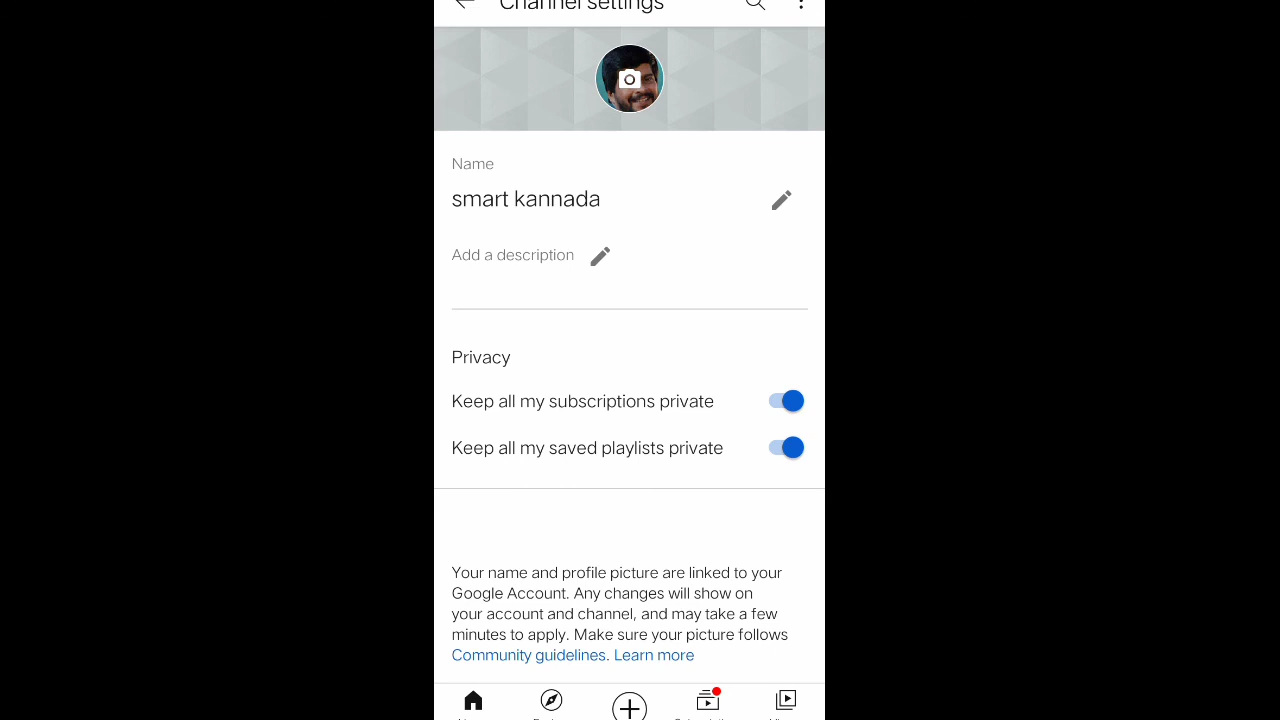 Channel settings
Name
smart kannada
Add a description
Privacy
Keep all my subscriptions private
Keep all my saved playlists private
Your name and profile picture are linked to your
Google Account. Any changes will show on
your account and channel, and may take a few
minutes to apply. Make sure your picture follows
Community guidelines. Learn more